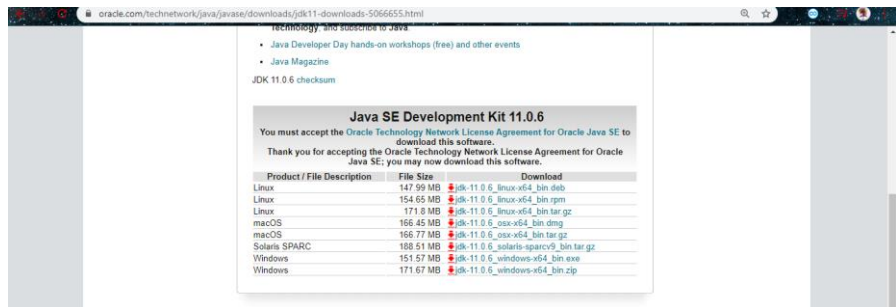 oracle.com/technetwork/java/javase/downloads/jdk11-downloads-5066655.html
Technology, and subscribe to Java.
Java Developer Day hands-on workshops (free) and other events
Java Magazine
JDK 11.0.6 checksum
Java SE Development Kit 11.0.6
You must accept the Oracle Technology Network License Agreement for Oracle Java SE to
download this software.
Thank you for accepting the Oracle Technology Network License Agreement for Oracle
Java SE; you may now download this software.
Product / File Description File Size Download
Linux 147.99 MB jdk-11.0.6_linux-x64_bin.deb
Linux 154.65 MB jdk-11.0.6_linux-x64_bin.rpm
Linux 171.8 MB jdk-11.0.6_linux-x64_bin.tar.gz
macOS 166.45 MB jdk-11.0.6_osx-x64_bin.dmg
macOS 166.77 MB jdk-11.0.6_osx-x64_bin.tar.gz
Solaris SPARC 188.51 MB jdk-11.0.6_solaris-sparcv9_bin.tar.gz
Windows 151.57 MB jdk-11.0.6_windows-x64_bin.exe
Windows 171.67 MB jdk-11.0.6_windows-x64_bin.zip